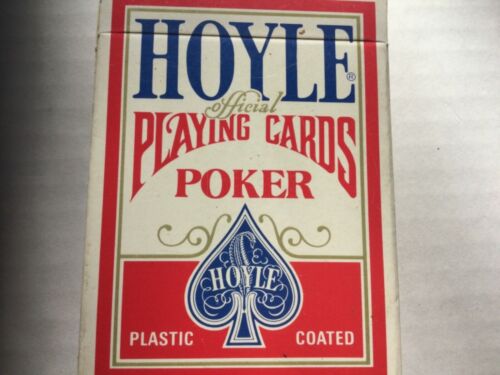 HOYLE®
official
PLAYING CARDS
POKER
HOYLE
PLASTIC COATED